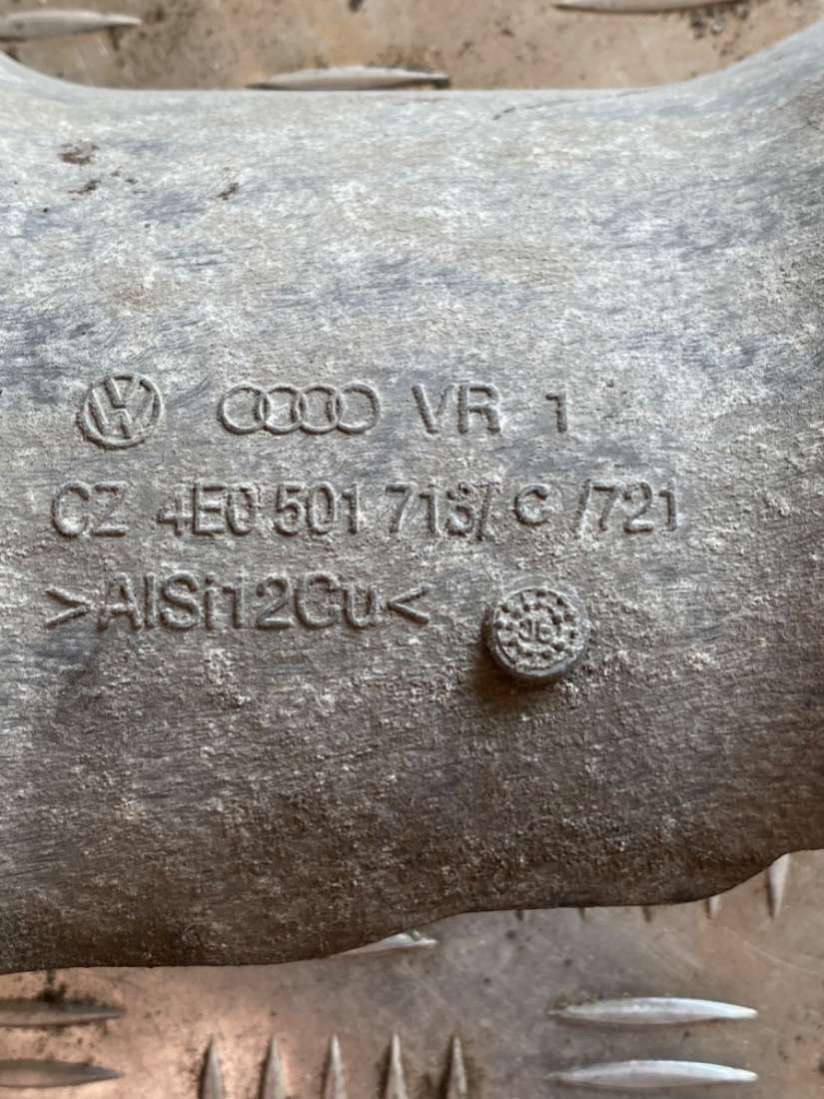 VR 1
CZ 4E0 501 713/ C /721
>AlSi12Cu<